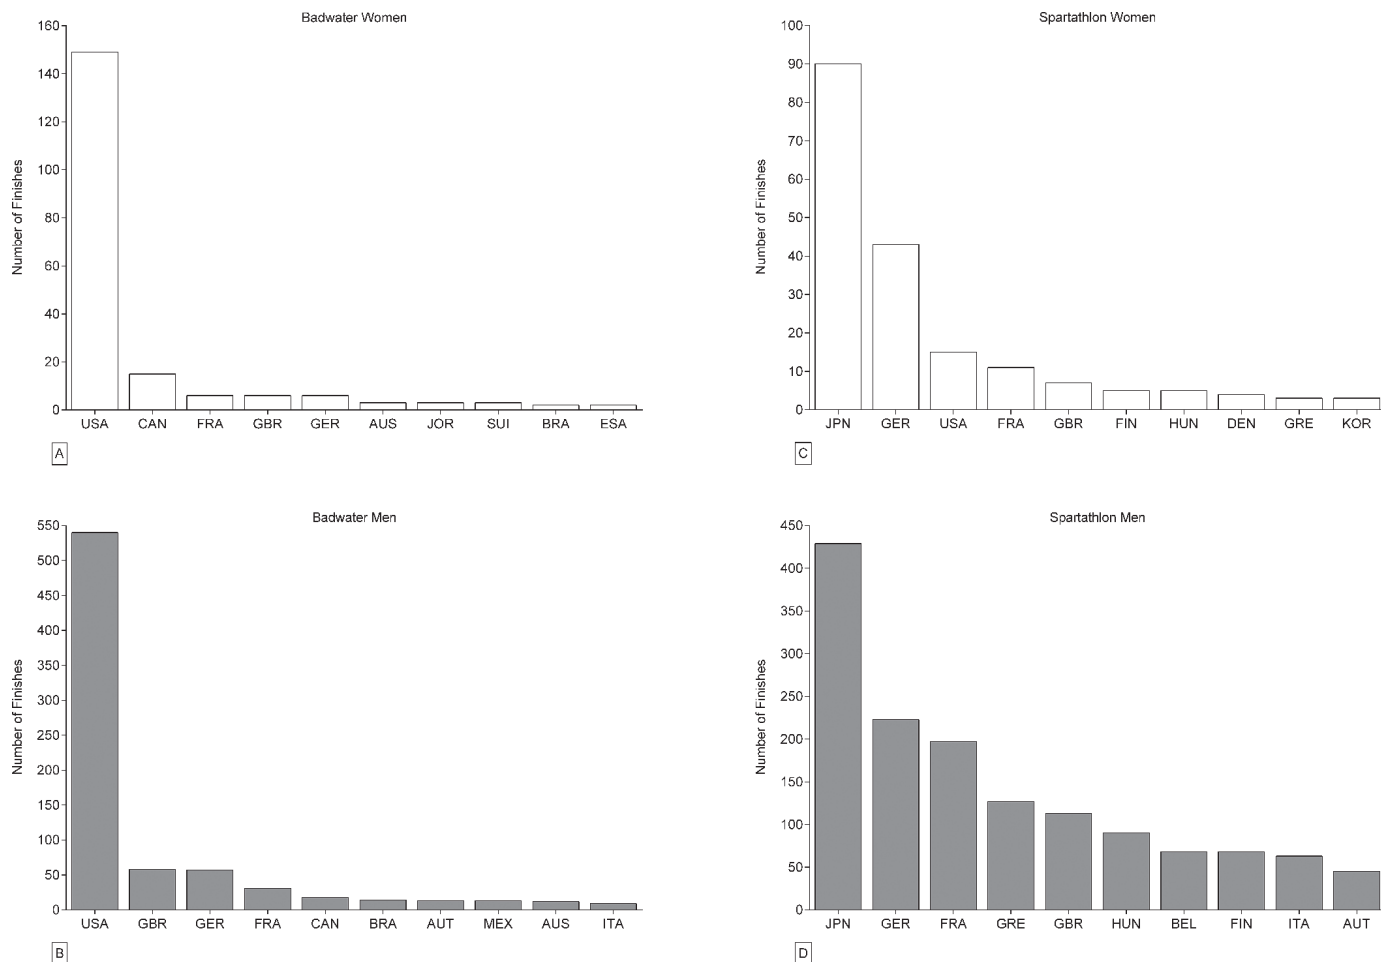 Badwater Women
160
140
120
100
80
60
40
20
0
Number of Finishes
USA CAN FRA GBR GER AUS JOR SUI BRA ESA
A
Spartathlon Women
100
90
80
70
60
50
40
30
20
10
0
Number of Finishes
JPN GER USA FRA GBR FIN HUN DEN GRE KOR
C
Badwater Men
550
500
450
400
350
300
250
200
150
100
50
0
Number of Finishes
USA GBR GER FRA CAN BRA AUT MEX AUS ITA
B
Spartathlon Men
450
400
350
300
250
200
150
100
50
0
Number of Finishes
JPN GER FRA GRE GBR HUN BEL FIN ITA AUT
D